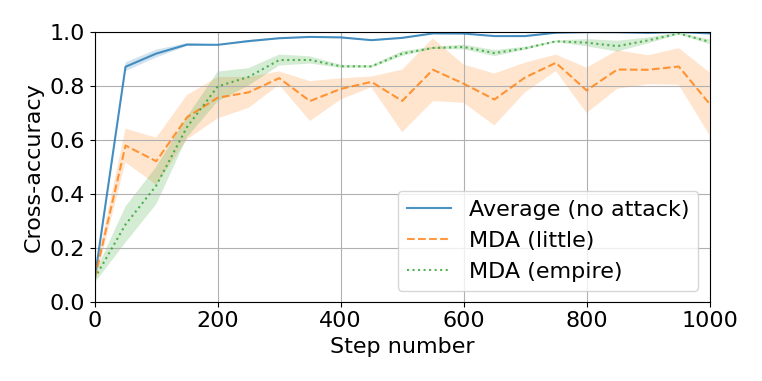 1.0
0.8
0.6
0.4
0.2
0.0
Cross-accuracy
Average (no attack)
MDA (little)
MDA (empire)
0 200 400 600 800 1000
Step number